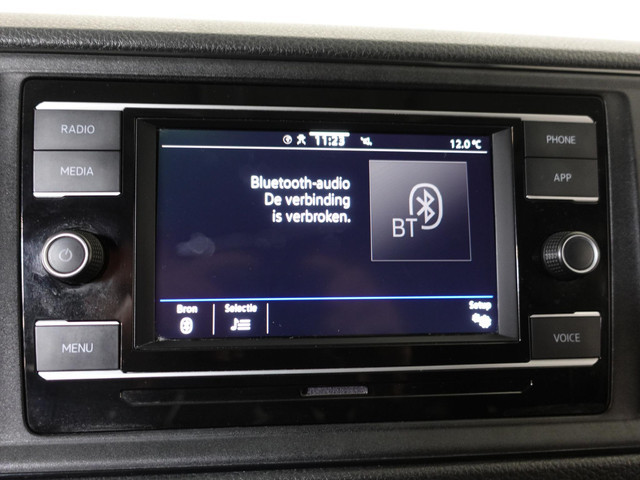 RADIO
MEDIA
MENU
11:23
12.0 °C
Bluetooth-audio
De verbinding
is verbroken.
BT
Bron
Selectie
Setup
PHONE
APP
VOICE